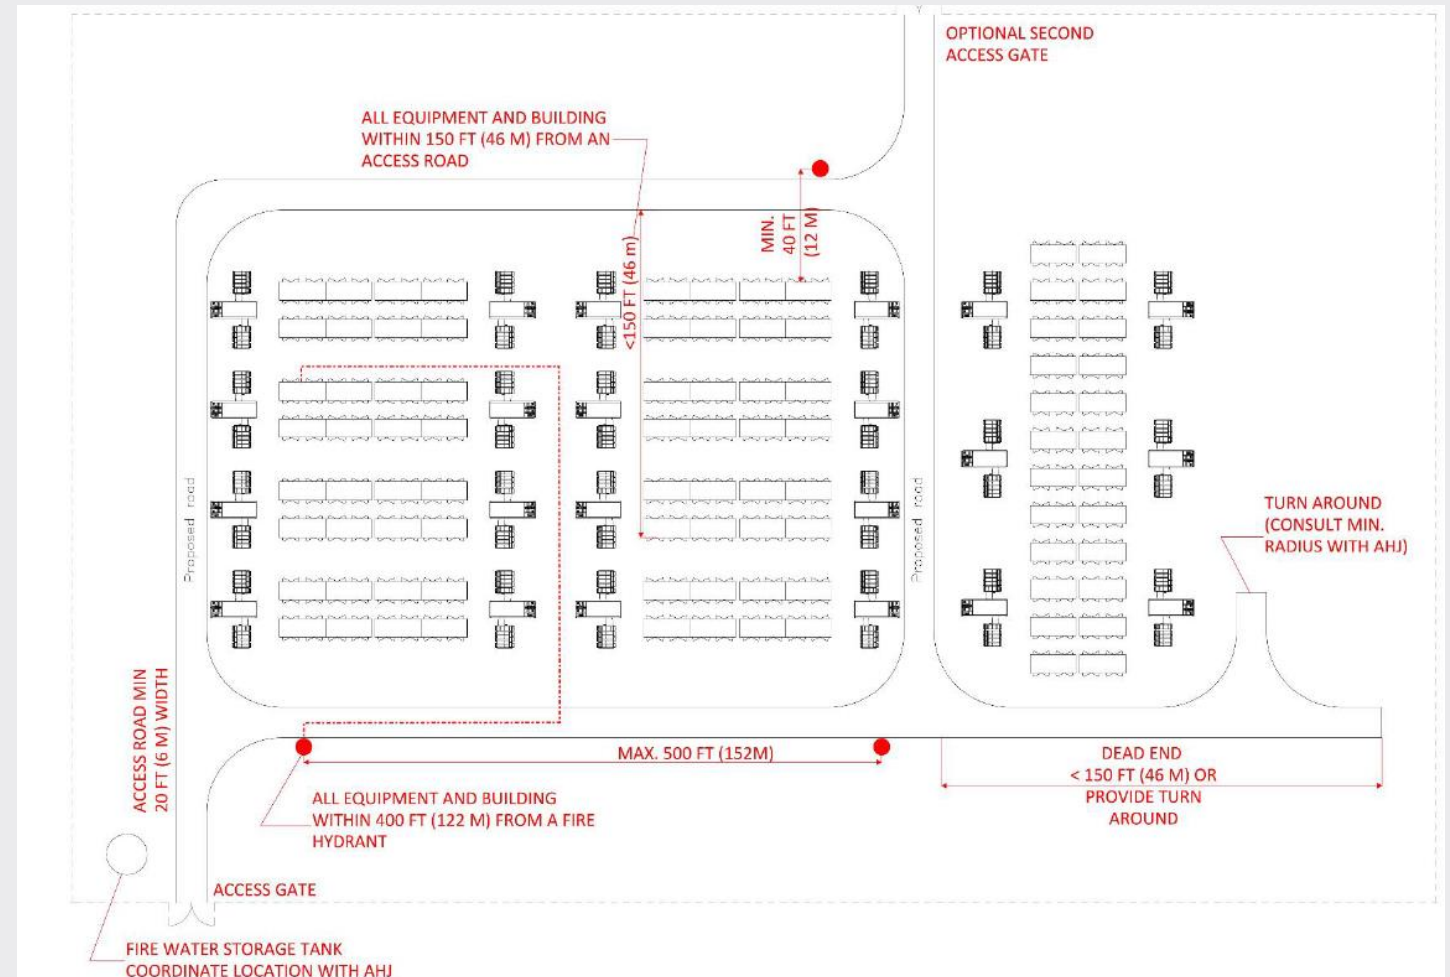 OPTIONAL SECOND
ACCESS GATE
ALL EQUIPMENT AND BUILDING
WITHIN 150 FT (46 M) FROM AN
ACCESS ROAD
MIN.
40 FT
(12 M)
<150 FT (46 m)
Proposed road
Proposed road
TURN AROUND
(CONSULT MIN.
RADIUS WITH AHJ)
ACCESS ROAD MIN
20 FT (6 M) WIDTH
MAX. 500 FT (152M)
DEAD END
< 150 FT (46 M) OR
PROVIDE TURN
AROUND
ALL EQUIPMENT AND BUILDING
WITHIN 400 FT (122 M) FROM A FIRE
HYDRANT
ACCESS GATE
FIRE WATER STORAGE TANK
COORDINATE LOCATION WITH AHJ